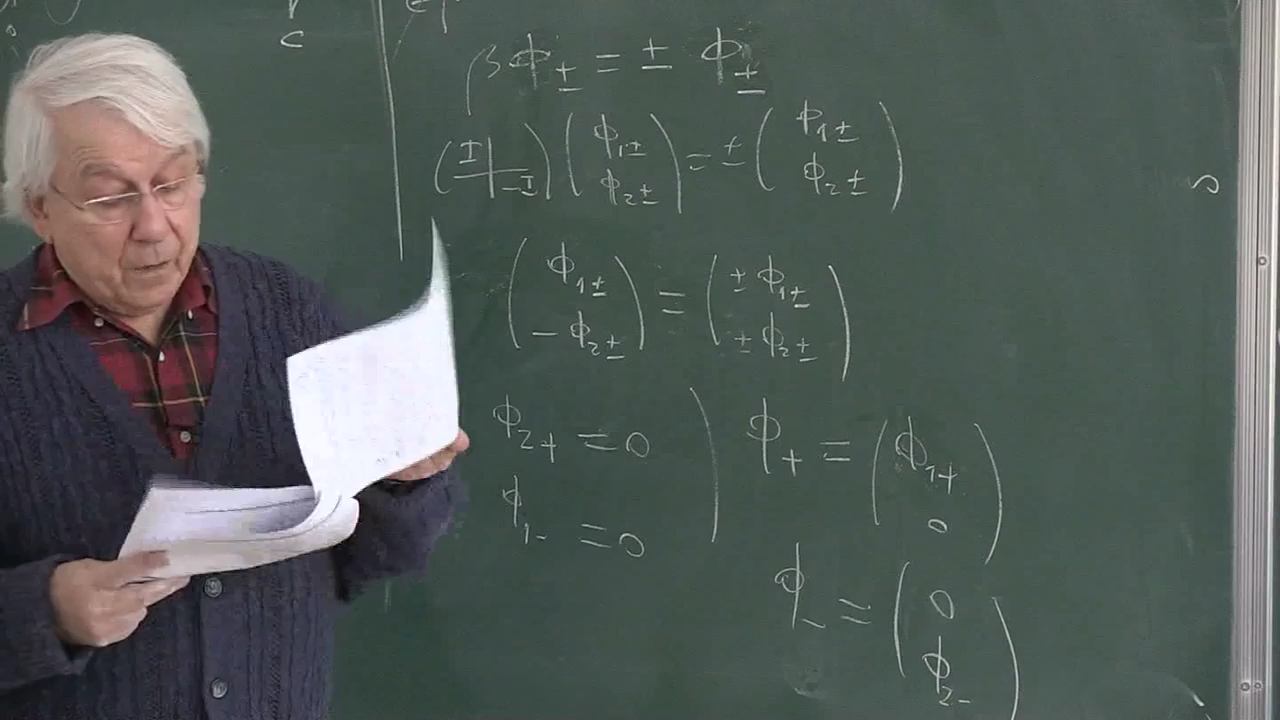 c
β ϕ± = ± ϕ±
(I | -I) (ϕ1± ϕ2±) = ± (ϕ1± ϕ2±)
(ϕ1± -ϕ2±) = (±ϕ1± ±ϕ2±)
ϕ2+ = 0
ϕ1- = 0
ϕ+ = (ϕ1+ 0)
ϕ- = (0 ϕ2-)